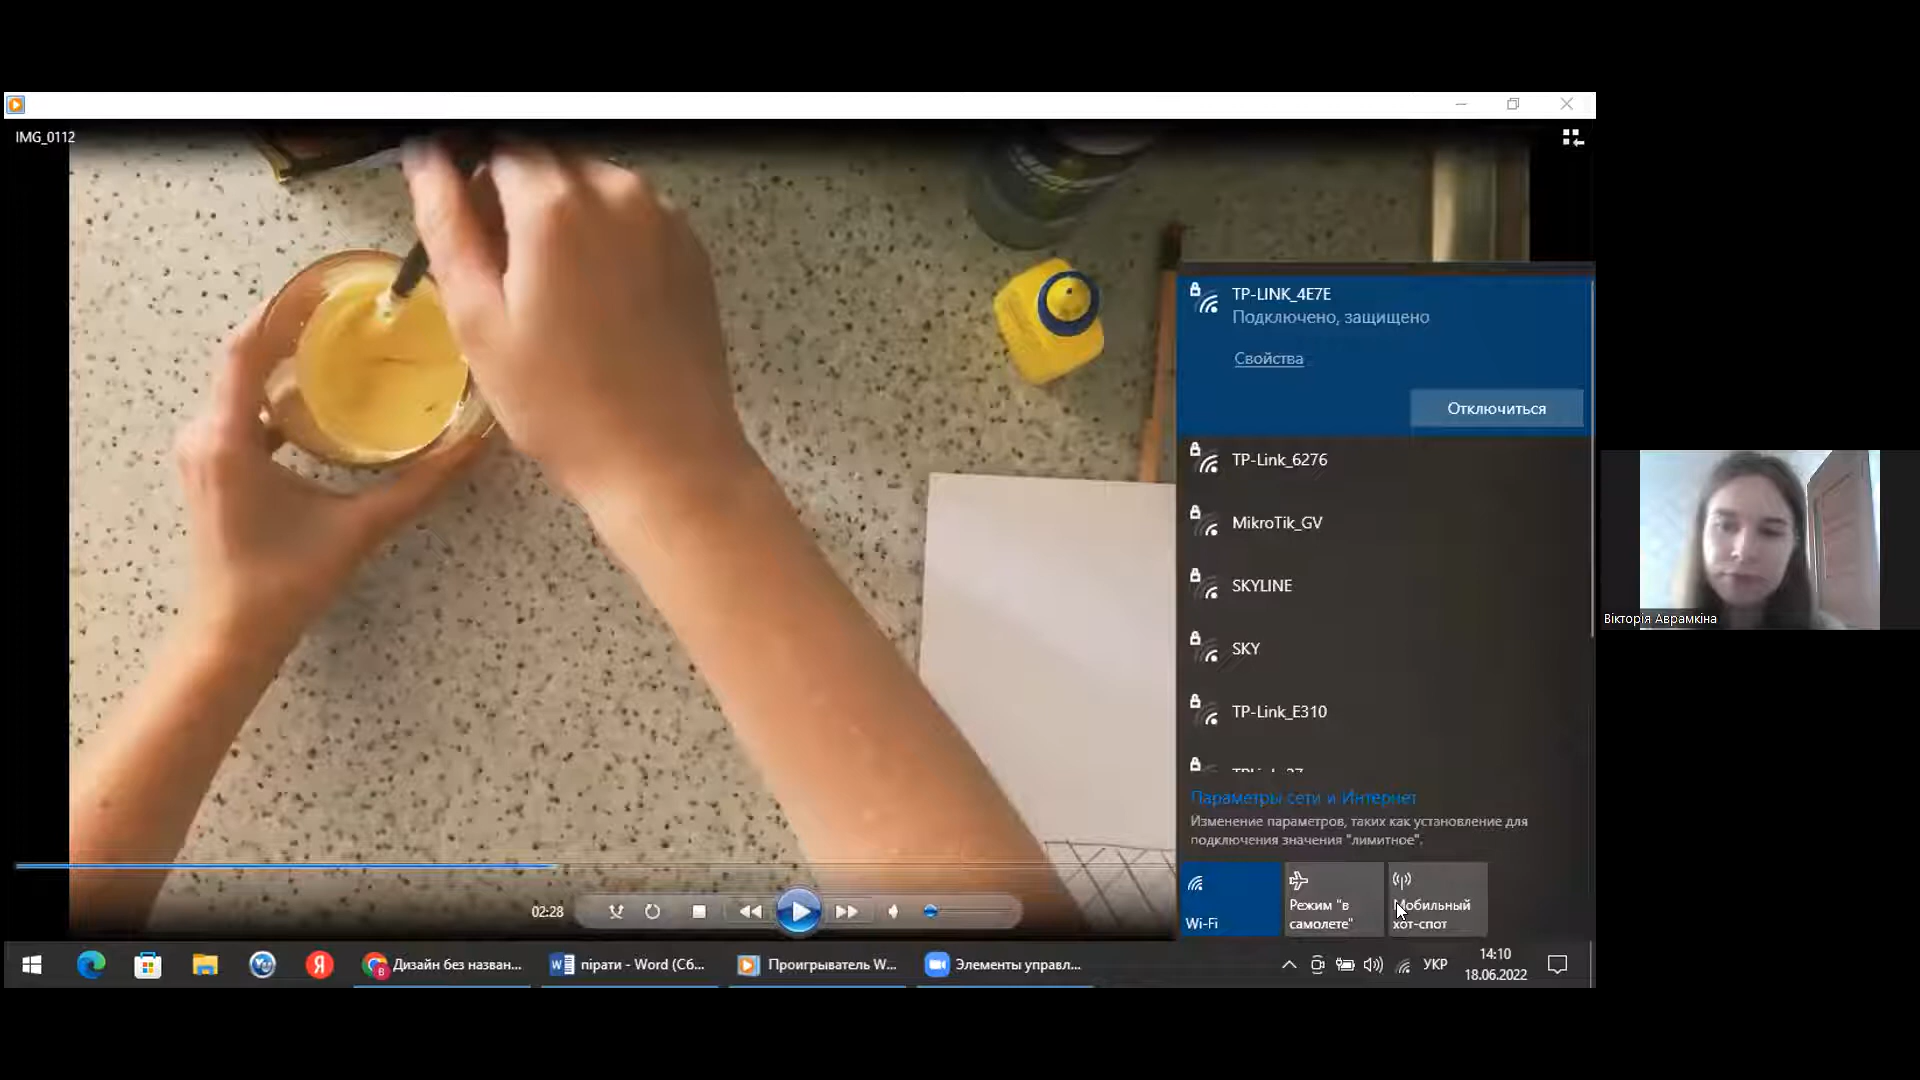 IMG_0112
TP-LINK_4E7E
Подключено, защищено
Свойства
Отключиться
TP-Link_6276
MikroTik_GV
SKYLINE
SKY
TP-Link_E310
Параметры сети и Интернет
Изменение параметров, таких как установление для
подключения значения "лимитное".
Wi-Fi
Режим "в
самолете"
Мобильный
хот-спот
02:28
Вікторія Аврамкіна
Дизайн без назван...
пірати - Word (Сб...
Проигрыватель W...
Элементы управл...
УКР
14:10
18.06.2022